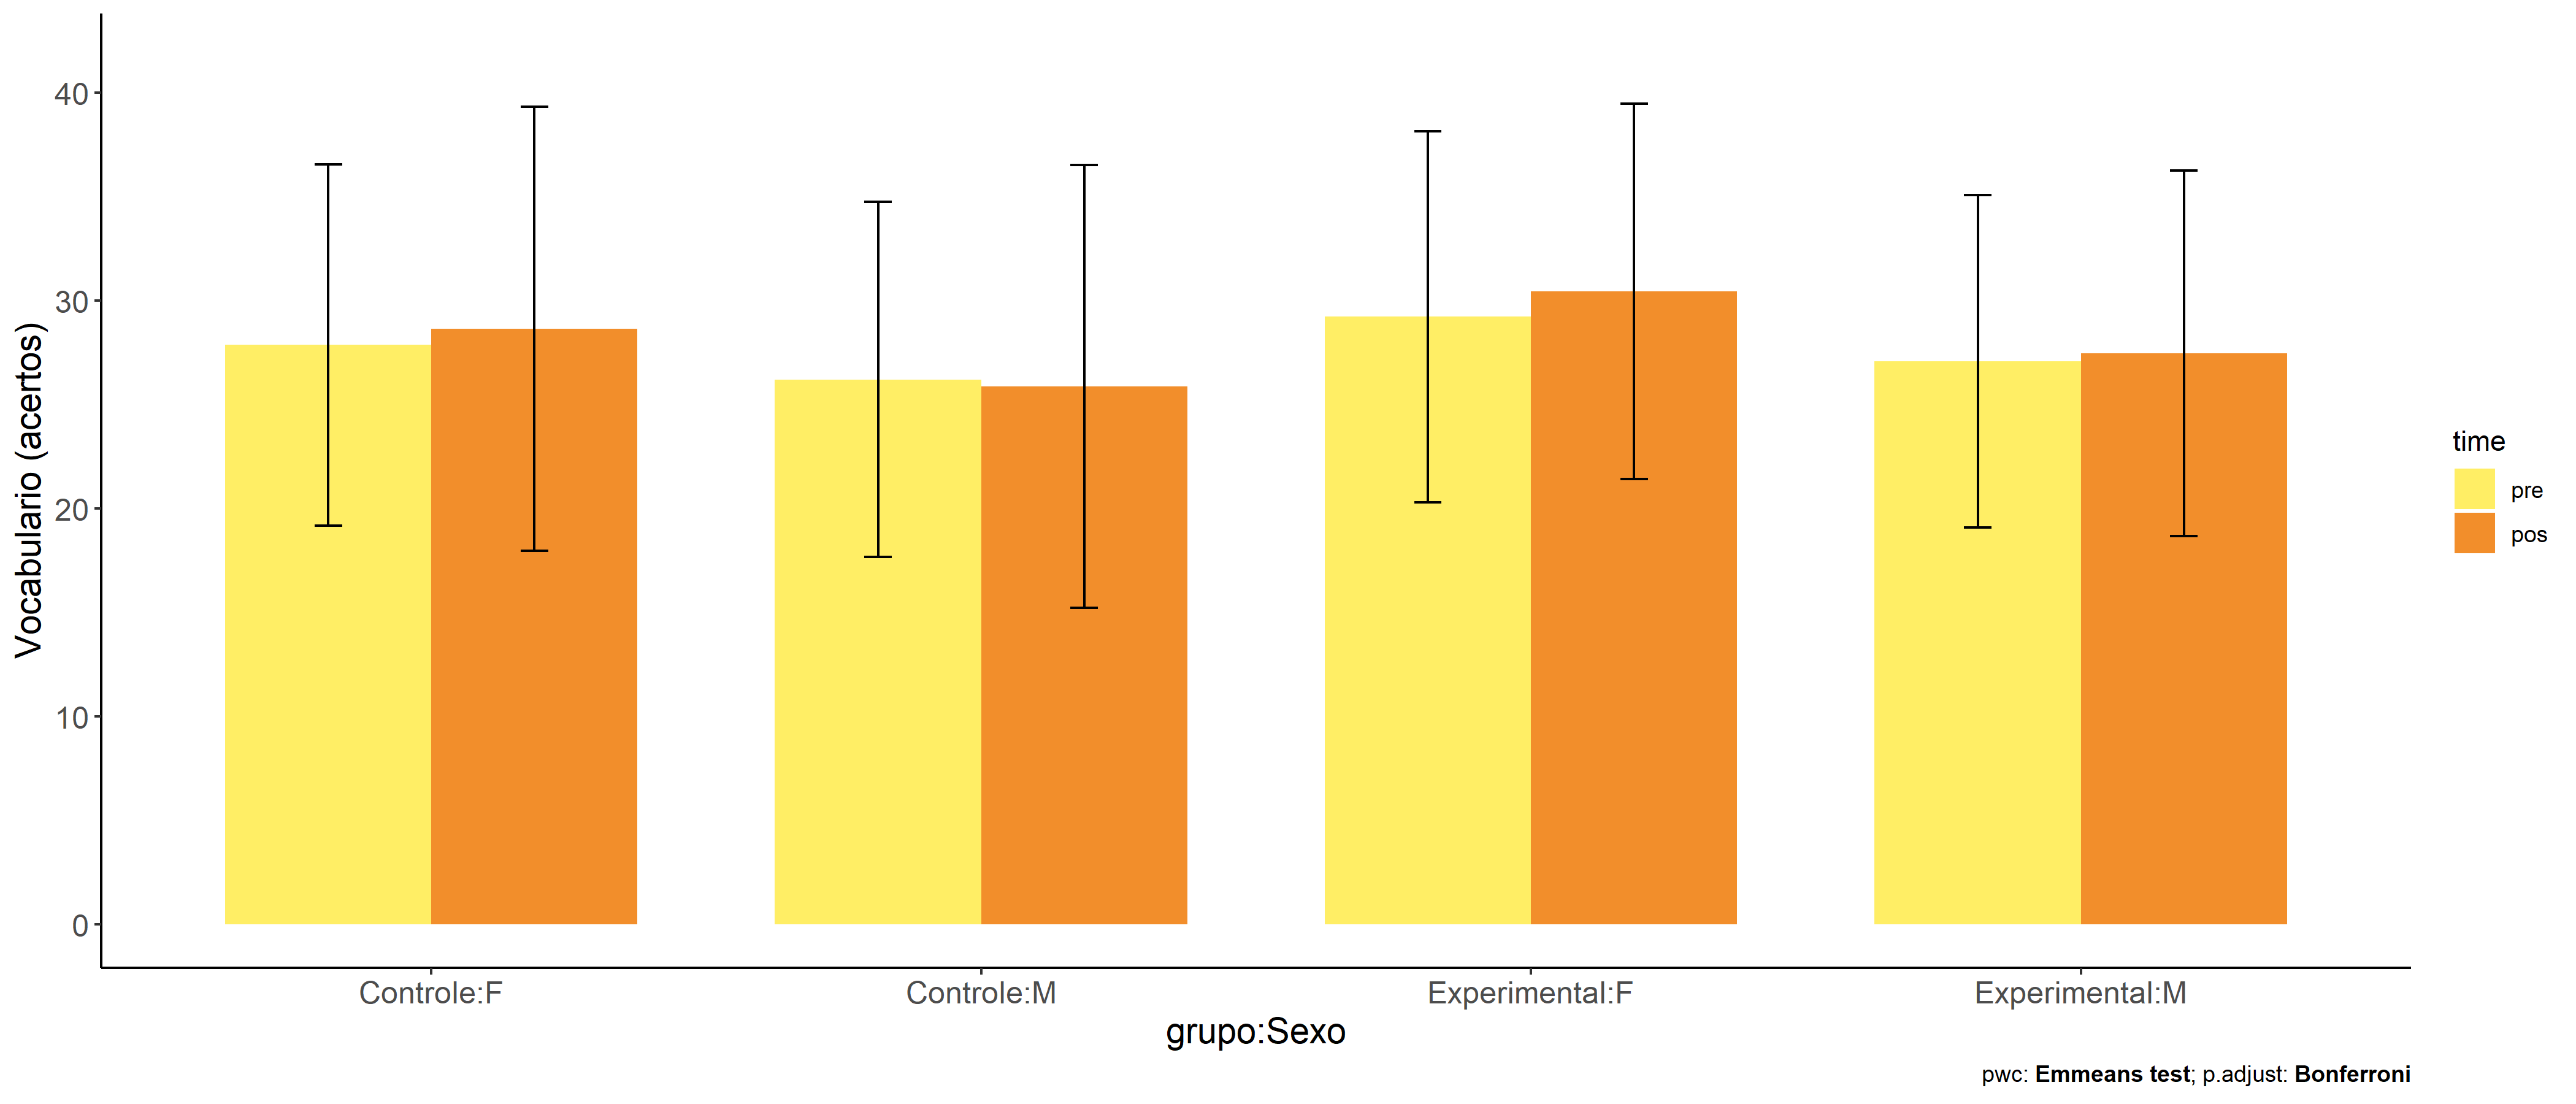 Vocabulario (acertos)
40
30
20
10
0
Controle:F
Controle:M
Experimental:F
Experimental:M
grupo:Sexo
time
pre
pos
pwc: Emmeans test; p.adjust: Bonferroni